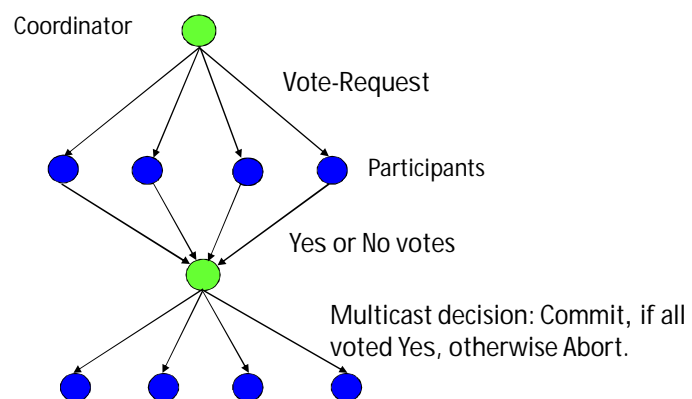 Coordinator
Vote-Request
Participants
Yes or No votes
Multicast decision: Commit, if all
voted Yes, otherwise Abort.